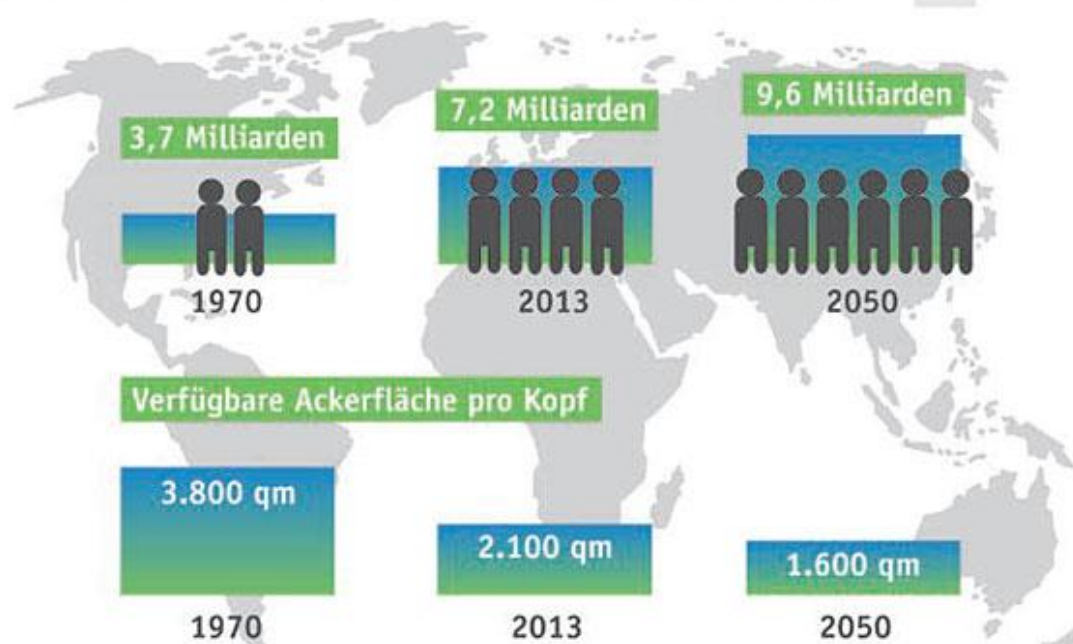 3,7 Milliarden
7,2 Milliarden
9,6 Milliarden
1970
2013
2050
Verfügbare Ackerfläche pro Kopf
3.800 qm
2.100 qm
1.600 qm
1970
2013
2050